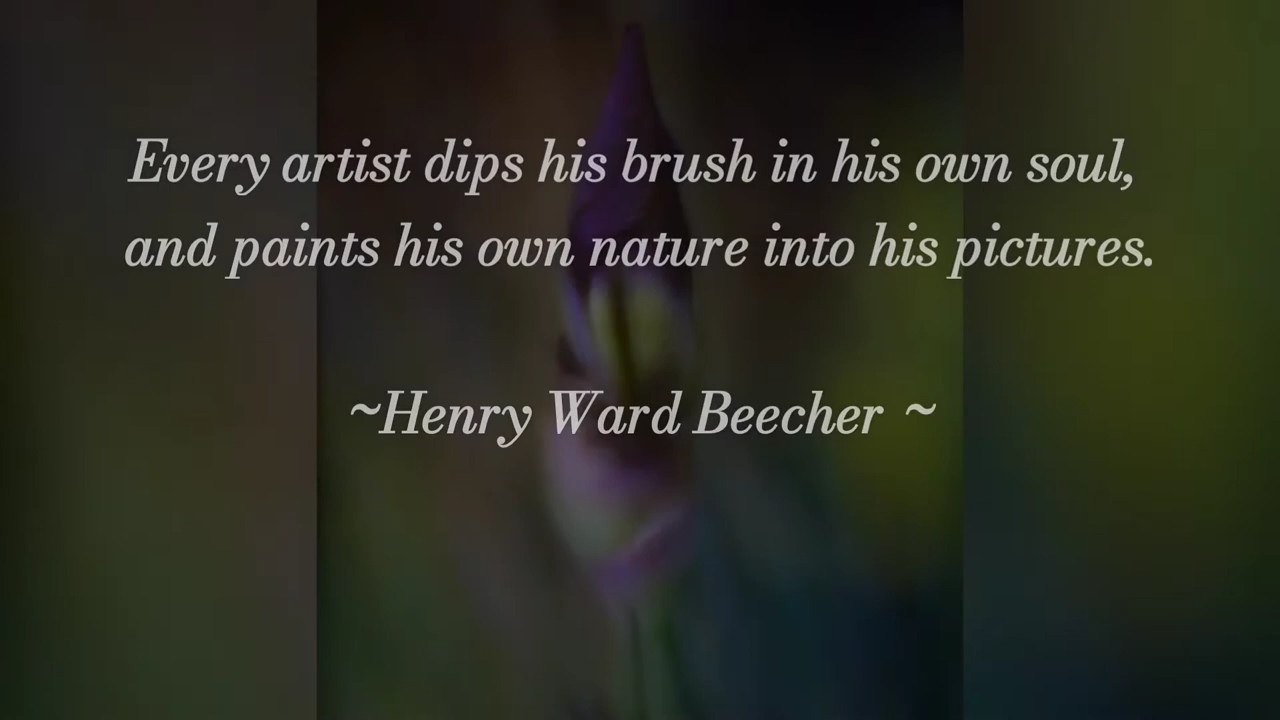 Every artist dips his brush in his own soul,
and paints his own nature into his pictures.
~Henry Ward Beecher ~